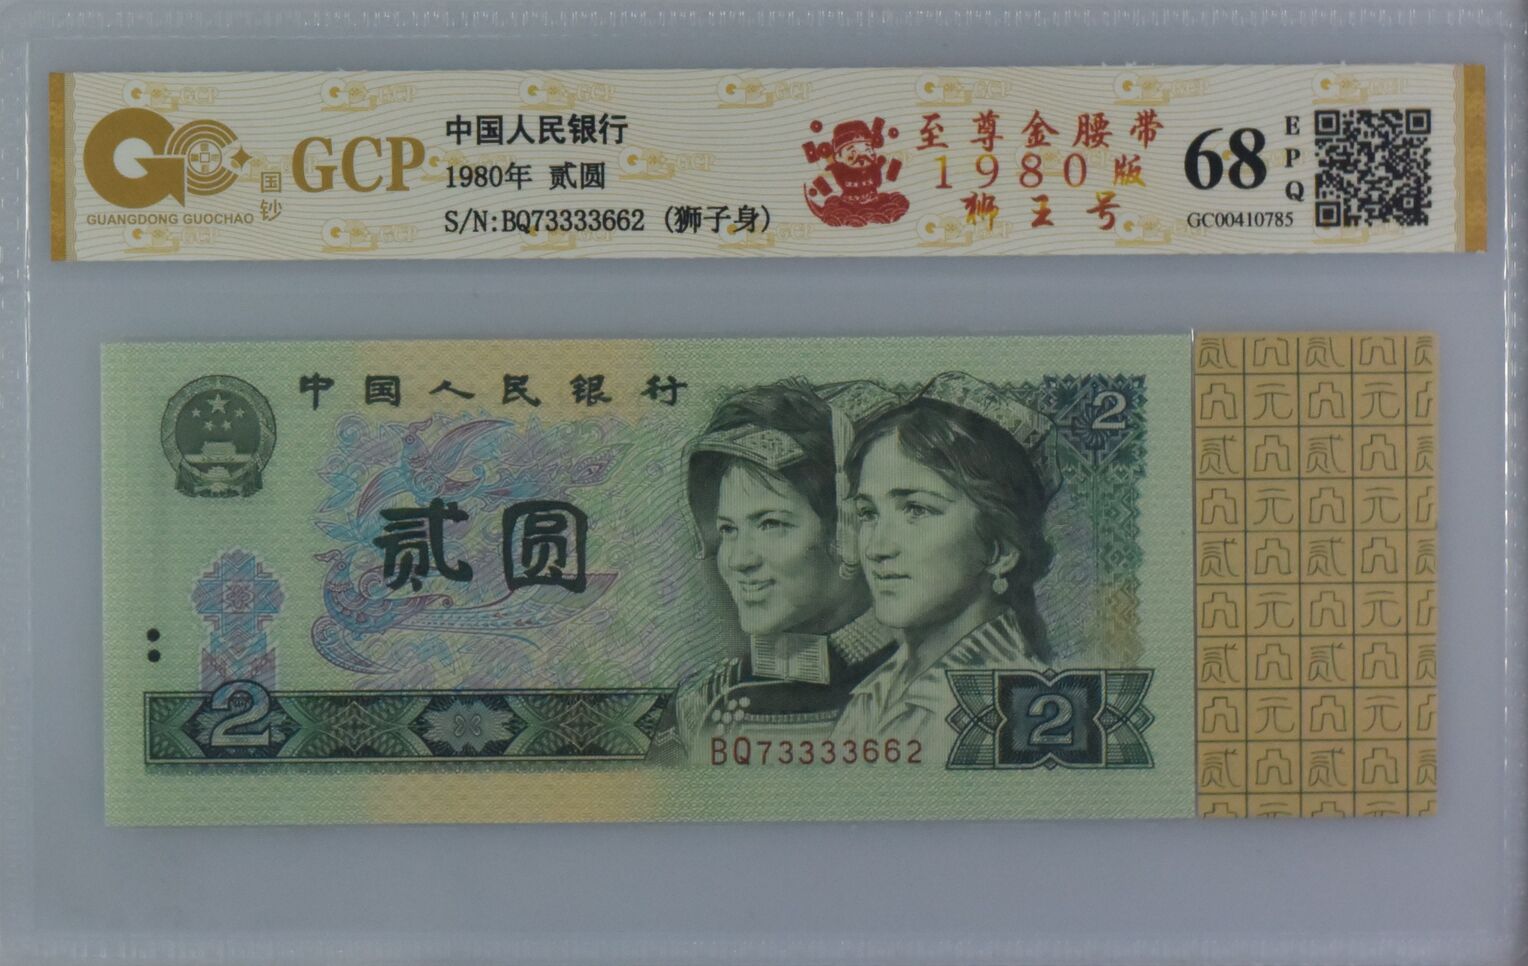 GCP
国钞
GUANGDONG GUOCHAO
中国人民银行
1980年 贰圆
S/N:BQ73333662 (狮子身)
至尊金腰带
1980版
狮王号
68
EPQ
GC00410785
中国人民银行
2
贰圆
2
BQ73333662
2